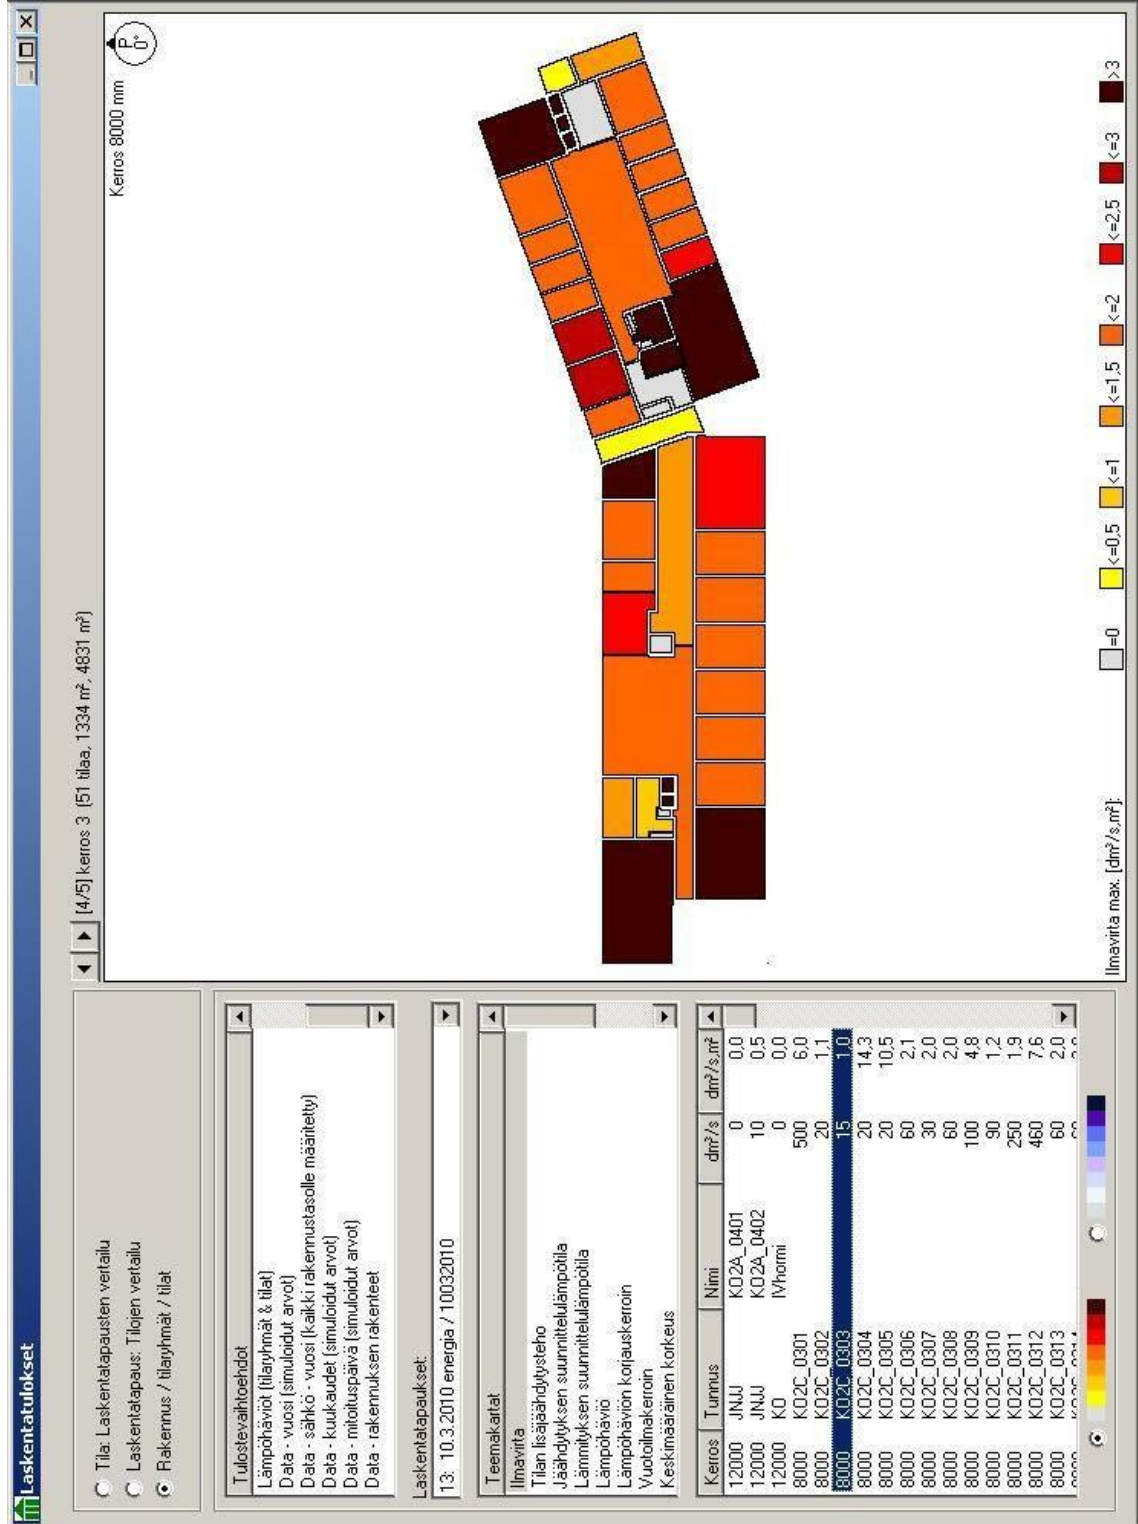 Laskentatulokset
Tila: Laskentatapausten vertailu
Laskentatapaus: Tilojen vertailu
Rakennus / tilaryhmät / tilat
Tulostevaihtoehdot
Lämpöhäviöt (tilaryhmät & tilat)
Data - vuosi (simuloidut arvot)
Data - sähkö - vuosi (kaikki rakennustasolle määritetty)
Data - kuukaudet (simuloidut arvot)
Data - mitoituspäivä (simuloidut arvot)
Data - rakennuksen rakenteet
Laskentatapaukset:
13: 10.3.2010 energia / 10032010
Teemakartat
Ilmavirta
Tilan lisäjäähdytysteho
Jäähdytyksen suunnittelulämpötila
Lämmityksen suunnittelulämpötila
Lämpöhäviö
Lämpöhäviön korjauskerroin
Vuotoilmakerroin
Keskimääräinen korkeus
Kerros Tunnus Nimi dm³/s dm³/s,m²
12000 JNJJ K02A_0401 0 0,0
12000 JNJJ K02A_0402 10 0,5
12000 KO IVhormi 0 0,0
8000 K02C_0301 500 6,0
8000 K02C_0302 20 1,1
8000 K02C_0303 15 1,0
8000 K02C_0304 20 14,3
8000 K02C_0305 20 10,5
8000 K02C_0306 60 2,1
8000 K02C_0307 30 2,0
8000 K02C_0308 60 2,0
8000 K02C_0309 100 4,8
8000 K02C_0310 90 1,2
8000 K02C_0311 250 1,9
8000 K02C_0312 460 7,6
8000 K02C_0313 60 2,0
[4/5] kerros 3 (51 tilaa, 1334 m², 4831 m³)
Kerros 8000 mm
P
0°
Ilmavirta max. [dm³/s,m²]:
=0 <=0,5 <=1 <=1,5 <=2 <=2,5 <=3 >3